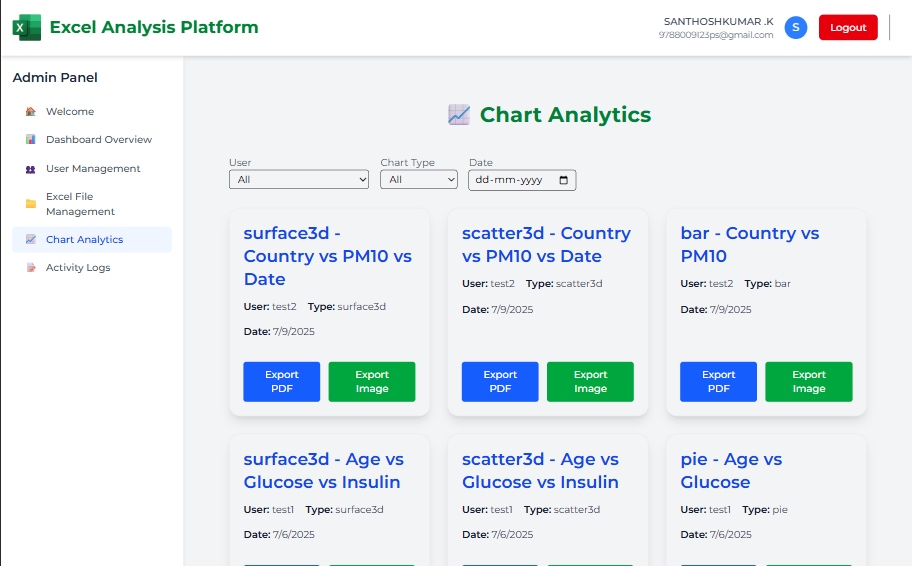 Excel Analysis Platform
SANTHOSHKUMAR .K
9788009123ps@gmail.com
S
Logout
Admin Panel
Welcome
Dashboard Overview
User Management
Excel File
Management
Chart Analytics
Activity Logs
Chart Analytics
User
Chart Type
Date
All
All
dd-mm-yyyy
surface3d -
Country vs PM10 vs
Date
User: test2 Type: surface3d
Date: 7/9/2025
Export
PDF
Export
Image
scatter3d - Country
vs PM10 vs Date
User: test2 Type: scatter3d
Date: 7/9/2025
Export
PDF
Export
Image
bar - Country vs
PM10
User: test2 Type: bar
Date: 7/9/2025
Export
PDF
Export
Image
surface3d - Age vs
Glucose vs Insulin
User: test1 Type: surface3d
Date: 7/6/2025
scatter3d - Age vs
Glucose vs Insulin
User: test1 Type: scatter3d
Date: 7/6/2025
pie - Age vs
Glucose
User: test1 Type: pie
Date: 7/6/2025